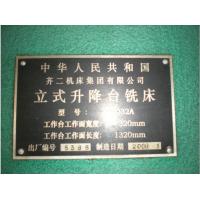 中华人民共和国
齐二机床集团有限公司
立式升降台铣床
型号 032A
工作台工作面宽度: 320mm
工作台工作面长度: 1320mm
出厂编号 制造日期